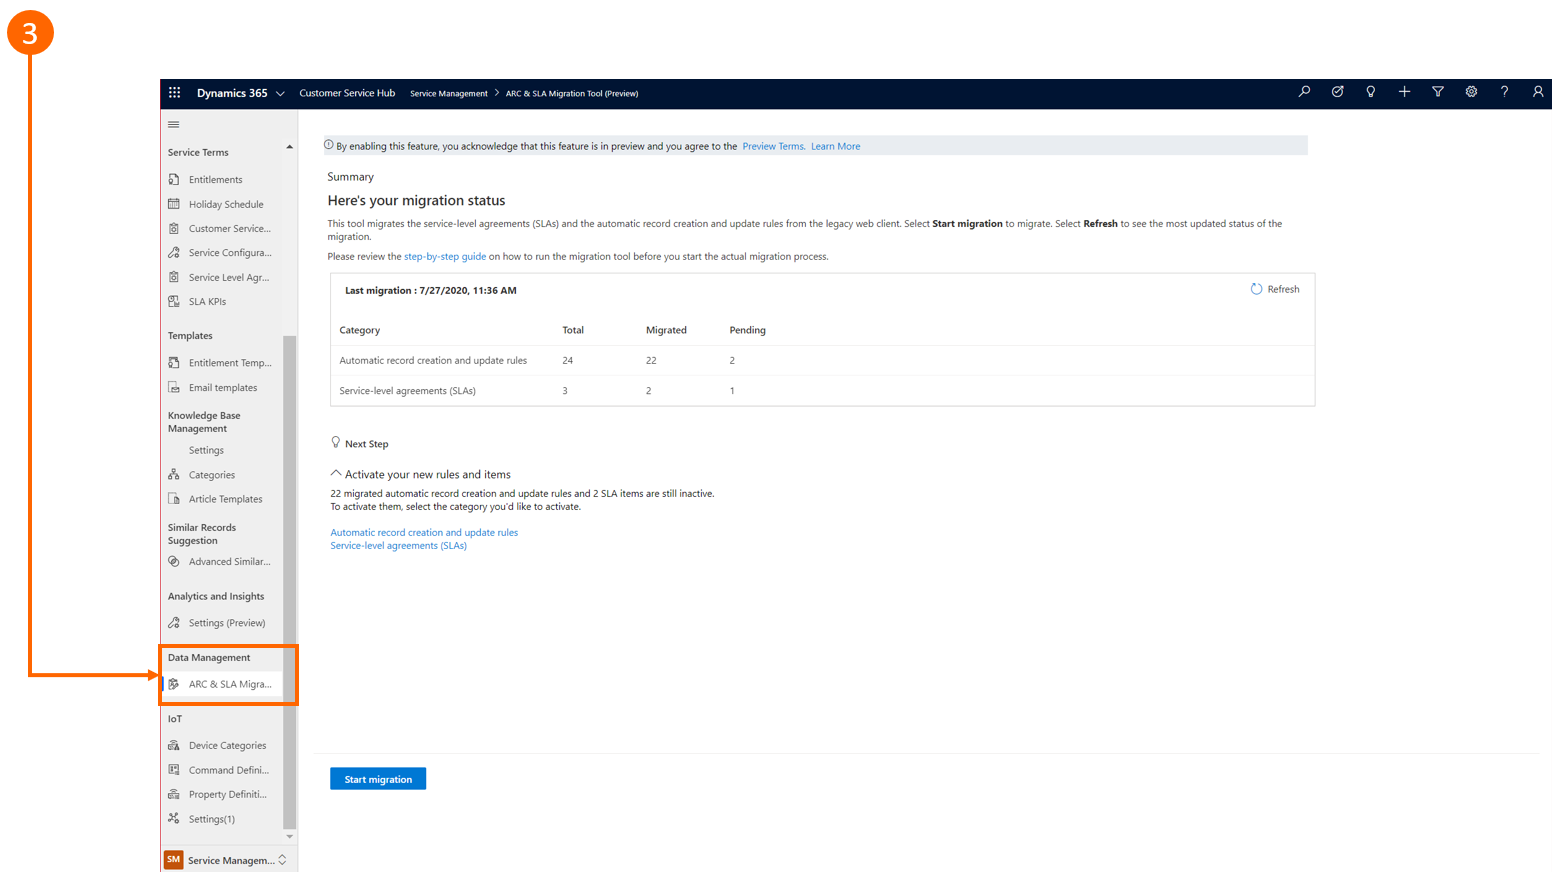 3
Dynamics 365
Customer Service Hub
Service Management > ARC & SLA Migration Tool (Preview)
Service Terms
Entitlements
Holiday Schedule
Customer Service...
Service Configura...
Service Level Agr...
SLA KPIs
Templates
Entitlement Temp...
Email templates
Knowledge Base
Management
Settings
Categories
Article Templates
Similar Records
Suggestion
Advanced Similar...
Analytics and Insights
Settings (Preview)
Data Management
ARC & SLA Migra...
IoT
Device Categories
Command Defini...
Property Definiti...
Settings(1)
SM Service Managem...
By enabling this feature, you acknowledge that this feature is in preview and you agree to the Preview Terms. Learn More
Summary
Here's your migration status
This tool migrates the service-level agreements (SLAs) and the automatic record creation and update rules from the legacy web client. Select Start migration to migrate. Select Refresh to see the most updated status of the
migration.
Please review the step-by-step guide on how to run the migration tool before you start the actual migration process.
Last migration : 7/27/2020, 11:36 AM
Refresh
Category Total Migrated Pending
Automatic record creation and update rules 24 22 2
Service-level agreements (SLAs) 3 2 1
Next Step
Activate your new rules and items
22 migrated automatic record creation and update rules and 2 SLA items are still inactive.
To activate them, select the category you'd like to activate.
Automatic record creation and update rules
Service-level agreements (SLAs)
Start migration